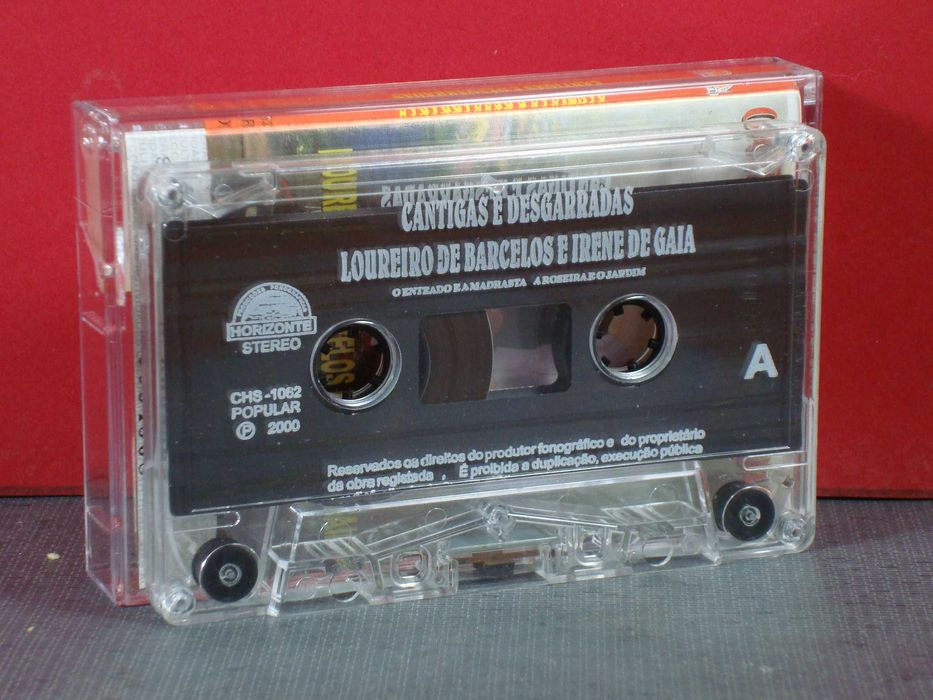 CANTIGAS E DESGARRADAS
LOUREIRO DE BARCELOS E IRENE DE GAIA
O ENTEADO E A MADRASTA A ROSEIRA E O JARDIM
HORIZONTE
STEREO
CHS -1062
POPULAR
Ⓟ 2000
A
Reservados os direitos do produtor fonográfico e do proprietário
da obra registada . É proibida a duplicação, execução pública
ELOS